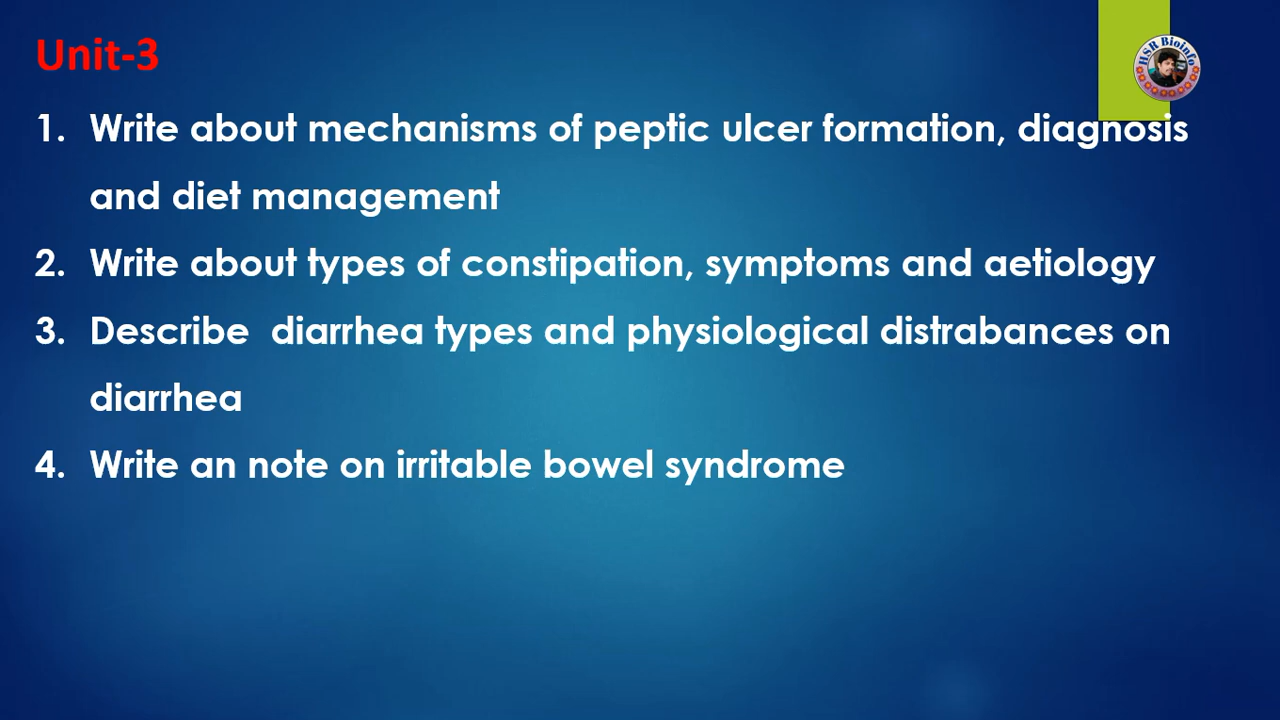 Unit-3
HSR Bioinfo
1. Write about mechanisms of peptic ulcer formation, diagnosis
and diet management
2. Write about types of constipation, symptoms and aetiology
3. Describe  diarrhea types and physiological distrabances on
diarrhea
4. Write an note on irritable bowel syndrome